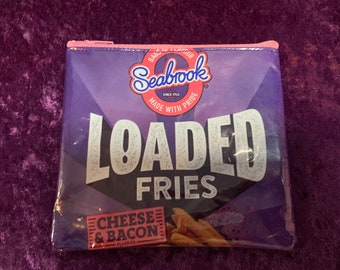 Seabrook
SINCE 1945
MADE WITH PRIDE
LOADED
FRIES
CHEESE
& BACON